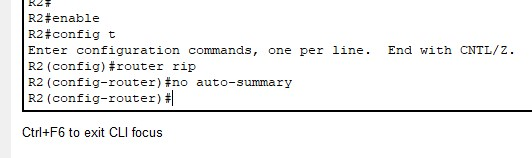 R2#
R2#enable
R2#config t
Enter configuration commands, one per line.  End with CNTL/Z.
R2(config)#router rip
R2(config-router)#no auto-summary
R2(config-router)#
Ctrl+F6 to exit CLI focus